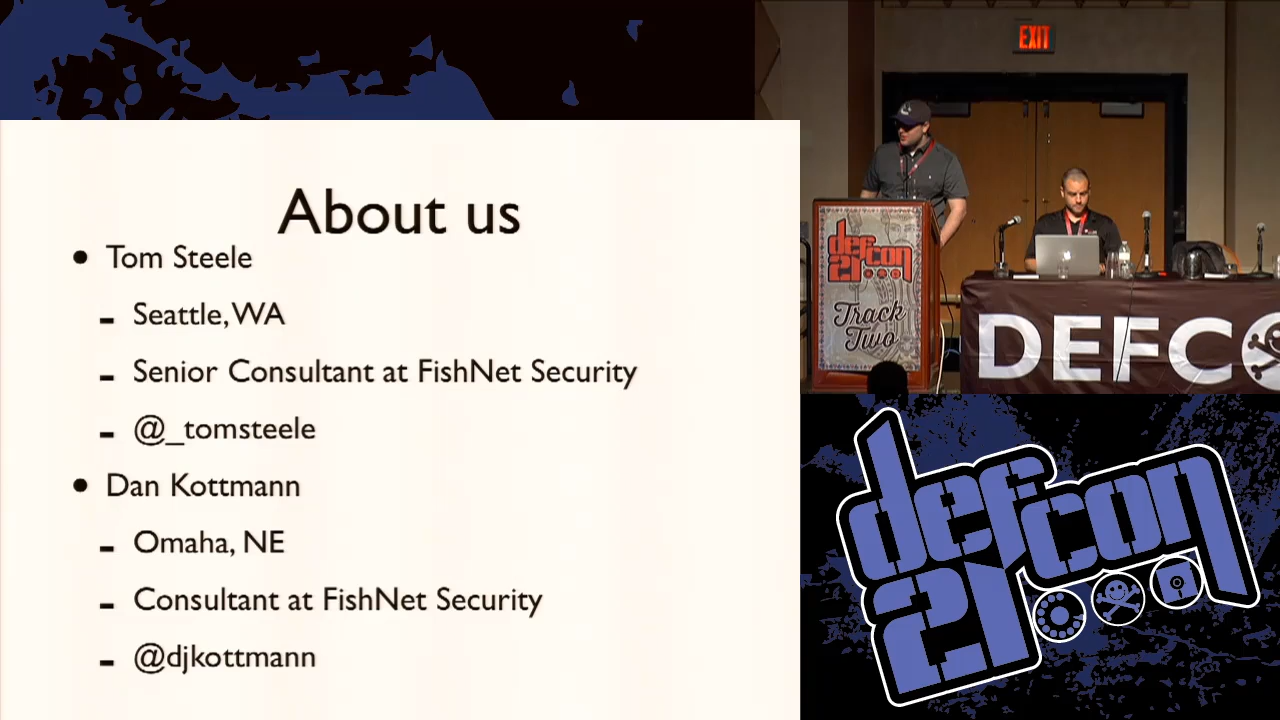 About us
• Tom Steele
- Seattle, WA
- Senior Consultant at FishNet Security
- @_tomsteele
• Dan Kottmann
- Omaha, NE
- Consultant at FishNet Security
- @djkottmann
EXIT
defcon
21
Track
Two
DEFC
defcon
21